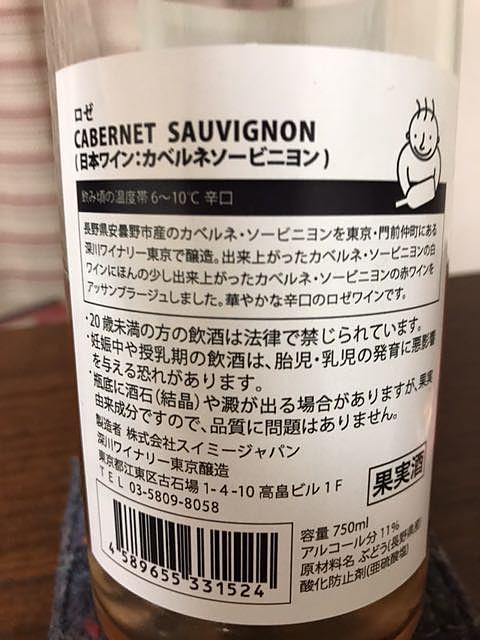 ロゼ
CABERNET SAUVIGNON
(日本ワイン:カベルネソービニヨン)
飲み頃の温度帯 6～10℃ 辛口
長野県安曇野市産のカベルネ・ソービニヨンを東京・門前仲町にある
深川ワイナリー東京で醸造。出来上がったカベルネ・ソービニヨンの白
ワインにほんの少し出来上がったカベルネ・ソービニヨンの赤ワインを
アッサンブラージュしました。華やかな辛口のロゼワインです。
・20歳未満の方の飲酒は法律で禁じられています。
・妊娠中や授乳期の飲酒は、胎児・乳児の発育に悪影響
を与える恐れがあります。
・瓶底に酒石(結晶)や澱が出る場合がありますが、果実
由来成分ですので、品質に問題はありません。
製造者 株式会社スイミージャパン
深川ワイナリー東京醸造
東京都江東区古石場1-4-10 高畠ビル1F
TEL 03-5809-8058
果実酒
4 589655 331524
容量 750ml
アルコール分 11%
原材料名 ぶどう(長野県産)
酸化防止剤(亜硫酸塩)